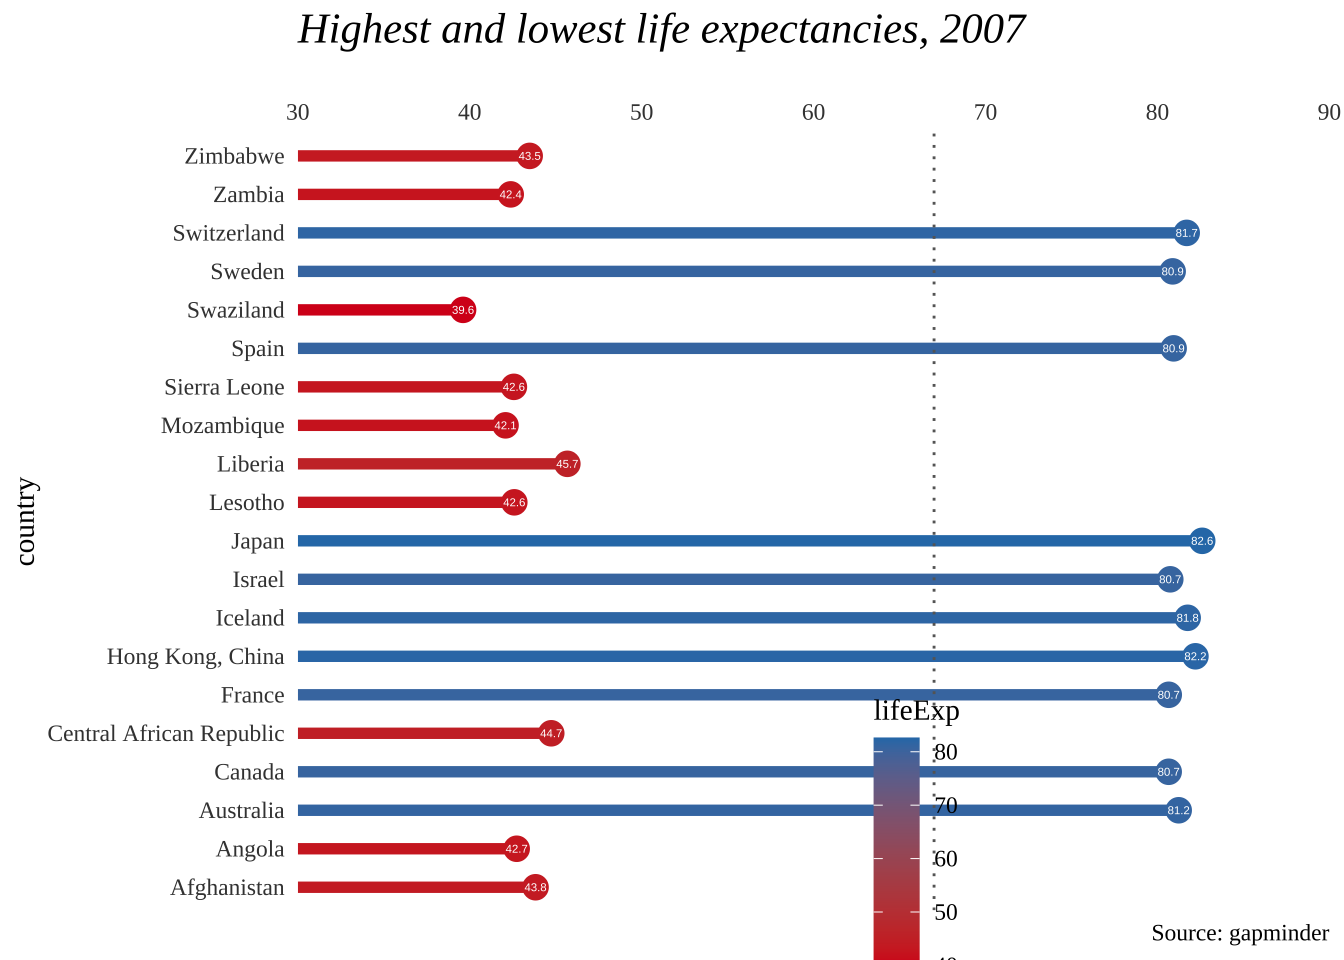 Highest and lowest life expectancies, 2007
30 40 50 60 70 80 90
Zimbabwe 43.5
Zambia 42.4
Switzerland 81.7
Sweden 80.9
Swaziland 39.6
Spain 80.9
Sierra Leone 42.6
Mozambique 42.1
Liberia 45.7
Lesotho 42.6
country
Japan 82.6
Israel 80.7
Iceland 81.8
Hong Kong, China 82.2
France 80.7
lifeExp
Central African Republic 44.7
80
Canada 80.7
70
Australia 81.2
Angola 42.7
60
Afghanistan 43.8
50
Source: gapminder